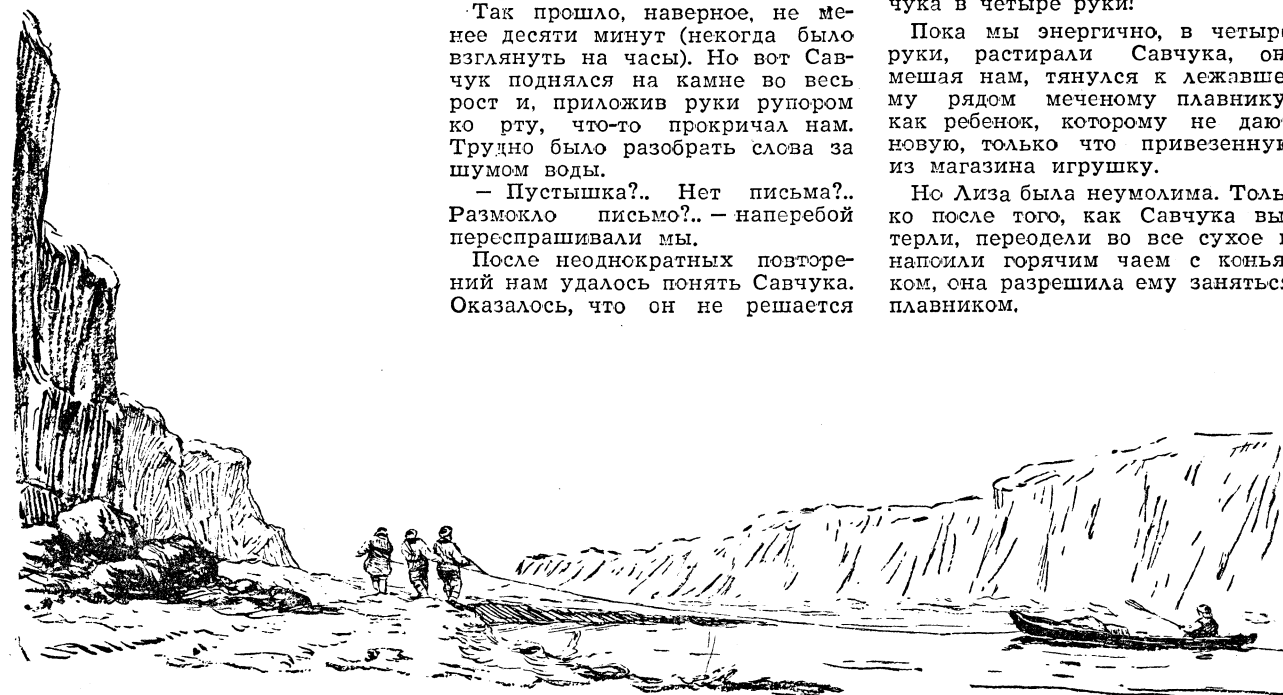 Так прошло, наверное, не ме-
нее десяти минут (некогда было
взглянуть на часы). Но вот Сав-
чук поднялся на камне во весь
рост и, приложив руки рупором
ко рту, что-то прокричал нам.
Трудно было разобрать слова за
шумом воды.
— Пустышка?.. Нет письма?..
Размокло письмо?.. — наперебой
переспрашивали мы.
После неоднократных повторе-
ний нам удалось понять Савчука.
Оказалось, что он не решается
чука в четыре руки!
Пока мы энергично, в четыре
руки, растирали Савчука, он
мешая нам, тянулся к лежавше
му рядом меченому плавнику
как ребенок, которому не даю
новую, только что привезенную
из магазина игрушку.
Но Лиза была неумолима. Толь
ко после того, как Савчука вы
терли, переодели во все сухое и
напоили горячим чаем с конья
ком, она разрешила ему заняться
плавником.